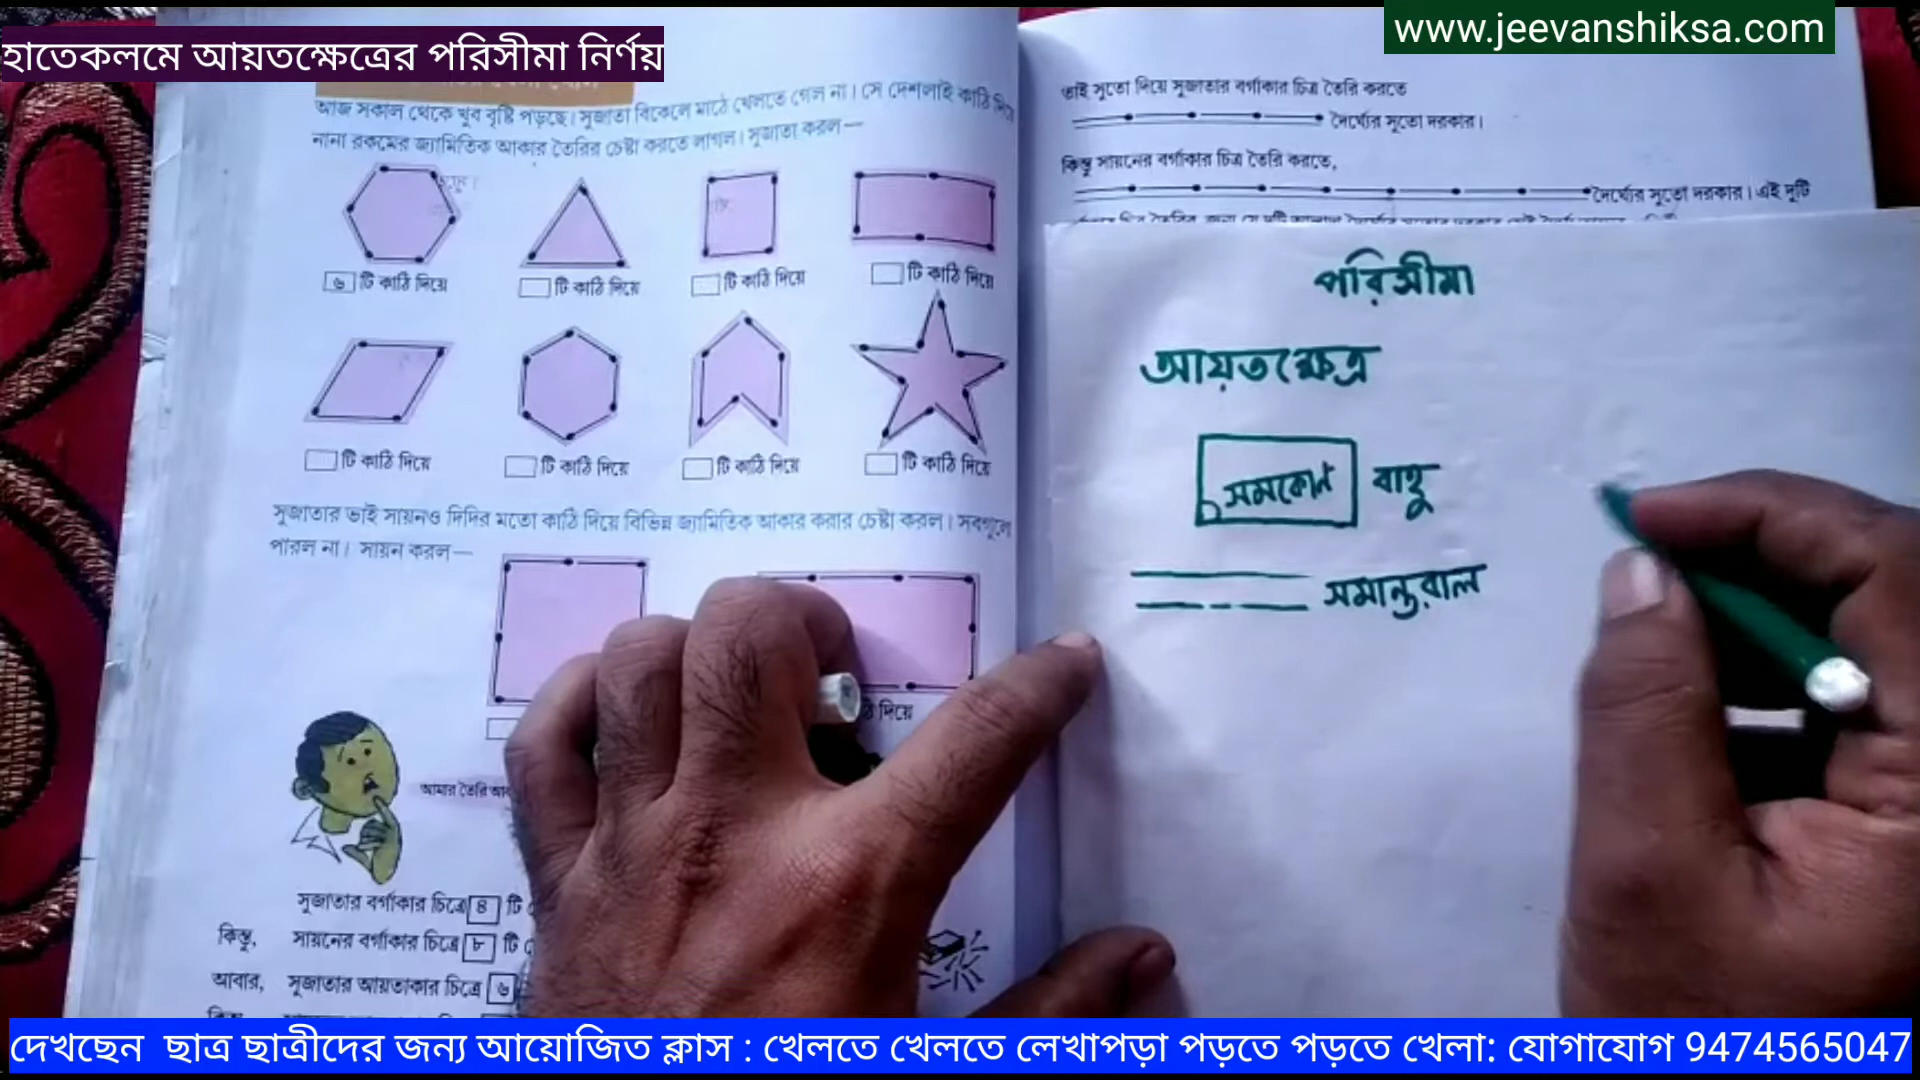 হাতেকলমে আয়তক্ষেত্রের পরিসীমা নির্ণয়
www.jeevanshiksa.com
আজ সকাল থেকে খুব বৃষ্টি পড়ছে। সুজাতা বিকেলে মাঠে খেলতে গেল না। সে দেশলাই কাঠি দিয়ে
নানা রকমের জ্যামিতিক আকার তৈরির চেষ্টা করতে লাগল। সুজাতা করল—
৬ টি কাঠি দিয়ে
টি কাঠি দিয়ে
টি কাঠি দিয়ে
টি কাঠি দিয়ে
টি কাঠি দিয়ে
টি কাঠি দিয়ে
টি কাঠি দিয়ে
টি কাঠি দিয়ে
সুজাতার ভাই সায়নও দিদির মতো কাঠি দিয়ে বিভিন্ন জ্যামিতিক আকার করার চেষ্টা করল। সবগুলো
পারল না। সায়ন করল—
ঠি দিয়ে
আমার তৈরি
সুজাতার বর্গাকার চিত্রে ৪ টি
কিন্তু, সায়নের বর্গাকার চিত্রে ৮ টি
আবার, সুজাতার আয়তাকার চিত্রে ৬
তাই সুতো দিয়ে সুজাতার বর্গাকার চিত্র তৈরি করতে
দৈর্ঘ্যের সুতো দরকার।
কিন্তু সায়নের বর্গাকার চিত্র তৈরি করতে,
দৈর্ঘ্যের সুতো দরকার। এই দুটি
পরিসীমা
আয়তক্ষেত্র
সমকোণ বাহু
সমান্তরাল
দেখছেন ছাত্র ছাত্রীদের জন্য আয়োজিত ক্লাস : খেলতে খেলতে লেখাপড়া পড়তে পড়তে খেলা: যোগাযোগ 9474565047